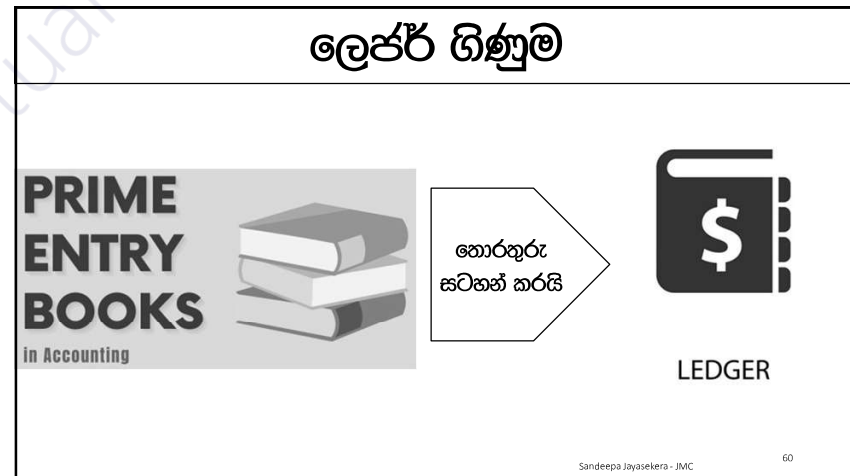 ලෙජර් ගිණුම
PRIME
ENTRY
BOOKS
in Accounting
තොරතුරු
සටහන් කරයි
$
LEDGER
Sandeepa Jayasekera - JMC
60